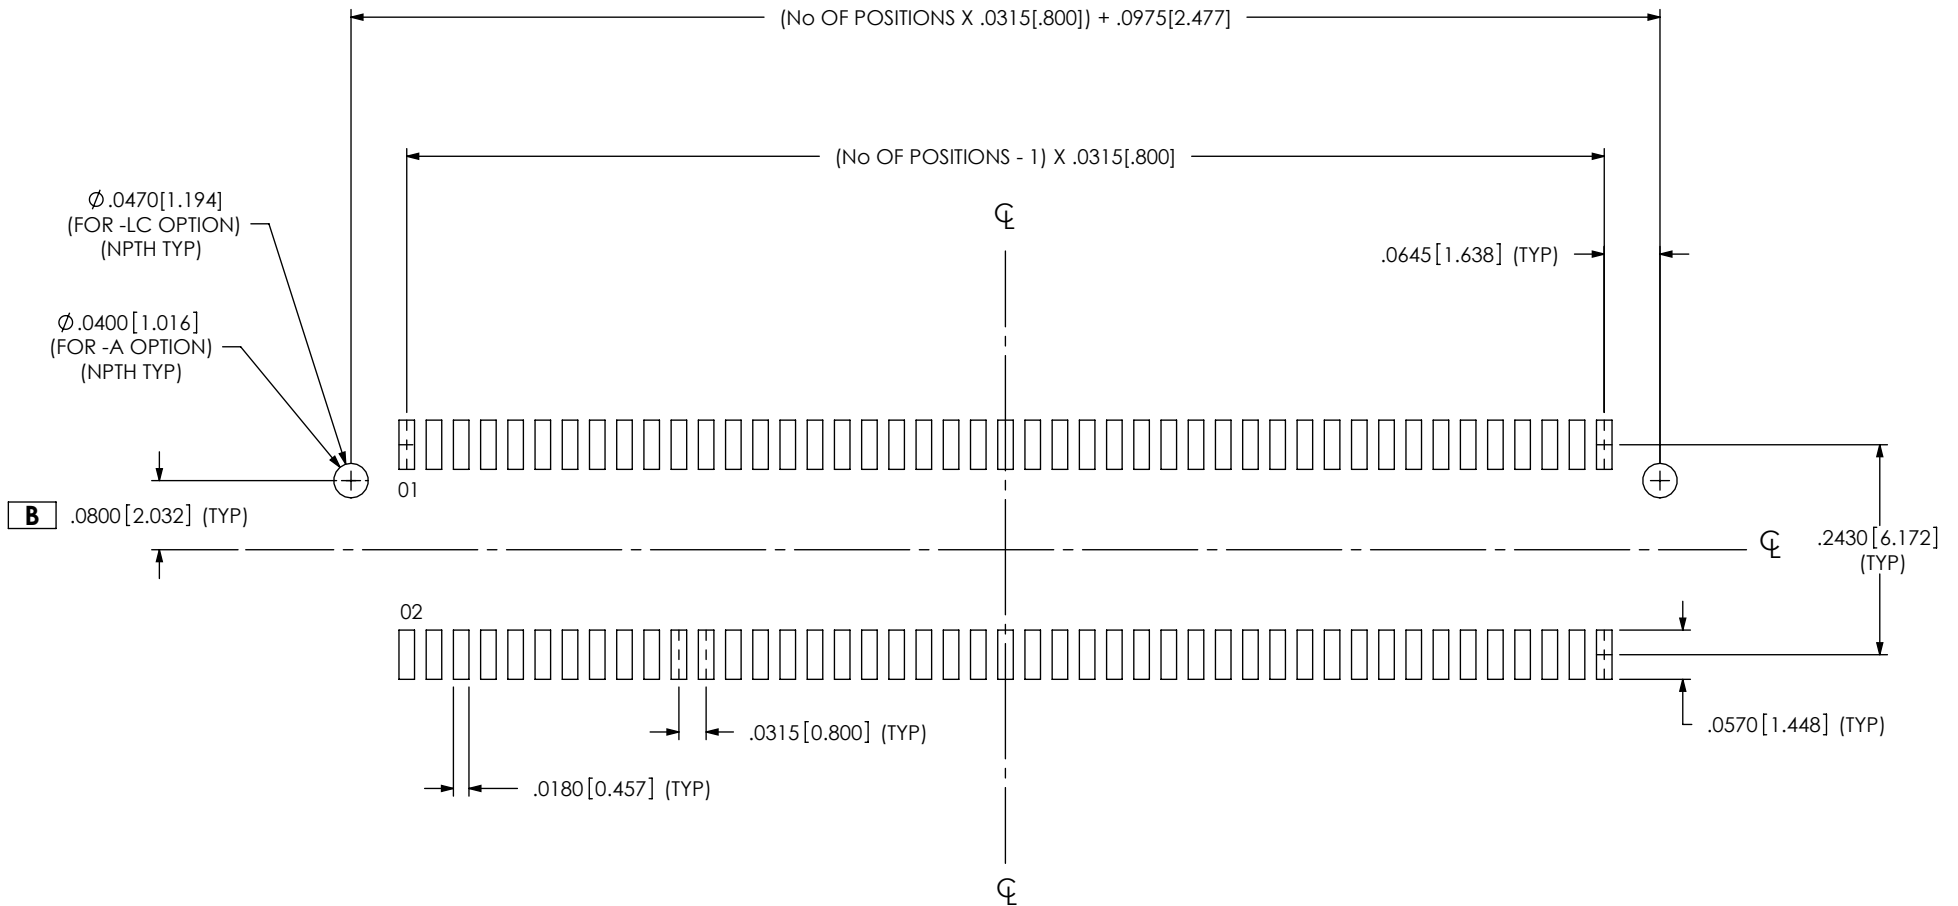 (No OF POSITIONS X .0315[.800]) + .0975[2.477]
(No OF POSITIONS - 1) X .0315[.800]
Ø.0470[1.194]
(FOR -LC OPTION)
(NPTH TYP)
℄
.0645[1.638] (TYP)
Ø.0400[1.016]
(FOR -A OPTION)
(NPTH TYP)
01
B .0800[2.032] (TYP)
℄
.2430[6.172]
(TYP)
02
.0315[0.800] (TYP)
.0570[1.448] (TYP)
.0180[0.457] (TYP)
℄